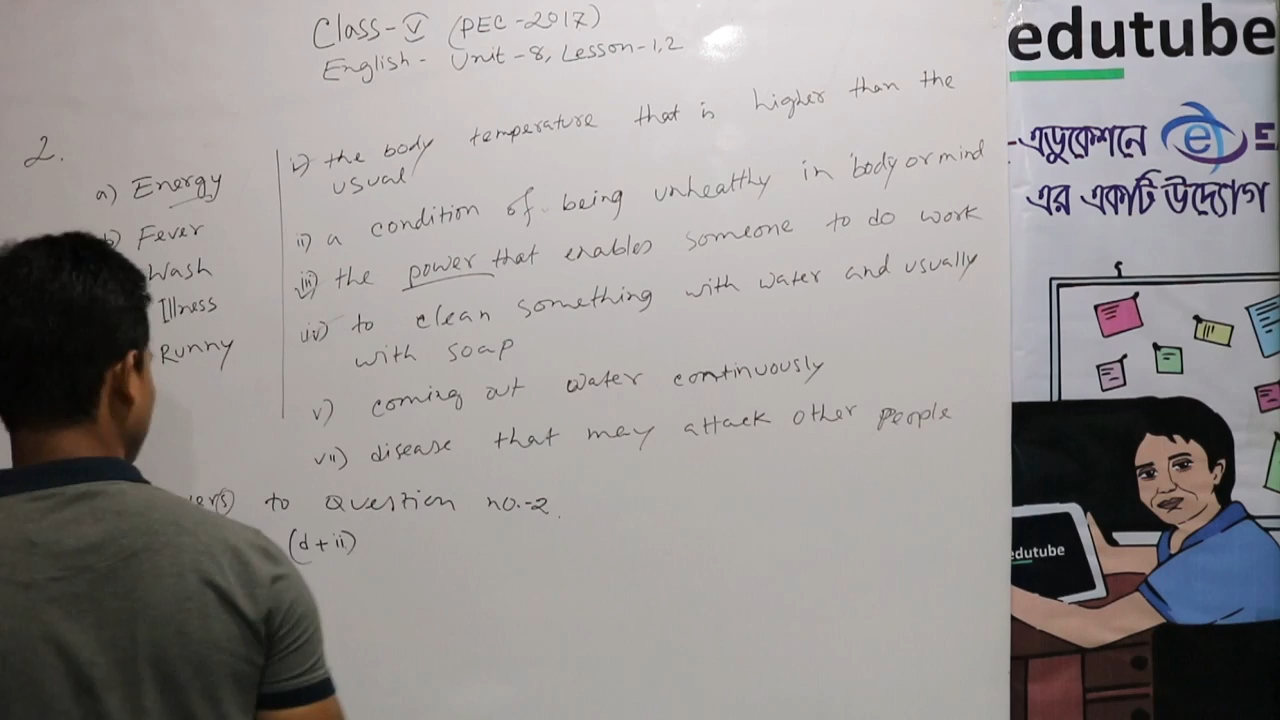 Class-V (PEC-2017)
English- Unit-8, Lesson-1,2
2.
a) Energy
b) Fever
Wash
Illness
Runny
i) the body temperature that is higher than the
usual
ii) a condition of being unhealthy in body or mind
iii) the power that enables someone to do work
iv) to clean something with water and usually
with soap
v) coming out water continuously
vii) disease that may attack other people
to Question no.-2.
(d+ii)
edutube
-এডুকেশনে e E
এর একটি উদ্যোগ
edutube